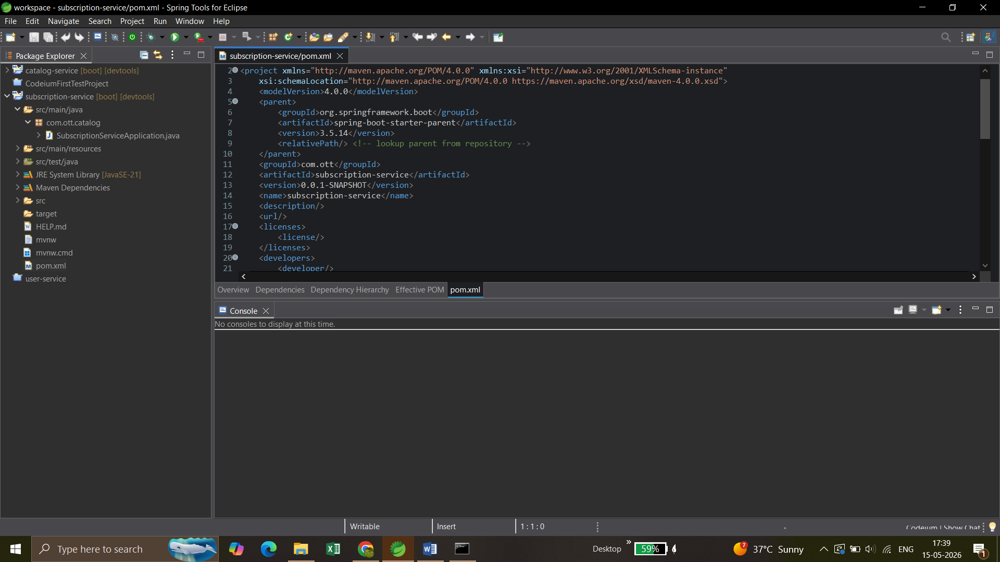 workspace - subscription-service/pom.xml - Spring Tools for Eclipse
File Edit Navigate Search Project Run Window Help
Package Explorer
catalog-service [boot] [devtools]
CodeiumFirstTestProject
subscription-service [boot] [devtools]
src/main/java
com.ott.catalog
SubscriptionServiceApplication.java
src/main/resources
src/test/java
JRE System Library [JavaSE-21]
Maven Dependencies
src
target
HELP.md
mvnw
mvnw.cmd
pom.xml
user-service
subscription-service/pom.xml
2 <project xmlns="http://maven.apache.org/POM/4.0.0" xmlns:xsi="http://www.w3.org/2001/XMLSchema-instance"
3 xsi:schemaLocation="http://maven.apache.org/POM/4.0.0 https://maven.apache.org/xsd/maven-4.0.0.xsd">
4 <modelVersion>4.0.0</modelVersion>
5 <parent>
6 <groupId>org.springframework.boot</groupId>
7 <artifactId>spring-boot-starter-parent</artifactId>
8 <version>3.5.14</version>
9 <relativePath/> <!-- lookup parent from repository -->
10 </parent>
11 <groupId>com.ott</groupId>
12 <artifactId>subscription-service</artifactId>
13 <version>0.0.1-SNAPSHOT</version>
14 <name>subscription-service</name>
15 <description/>
16 <url/>
17 <licenses>
18 <license/>
19 </licenses>
20 <developers>
21 <developer/>
Overview Dependencies Dependency Hierarchy Effective POM pom.xml
Console
No consoles to display at this time.
Writable Insert 1 : 1 : 0
Codeium | Show Chat
Type here to search
Desktop
59%
7
37°C Sunny
ENG
17:39
15-05-2026
1